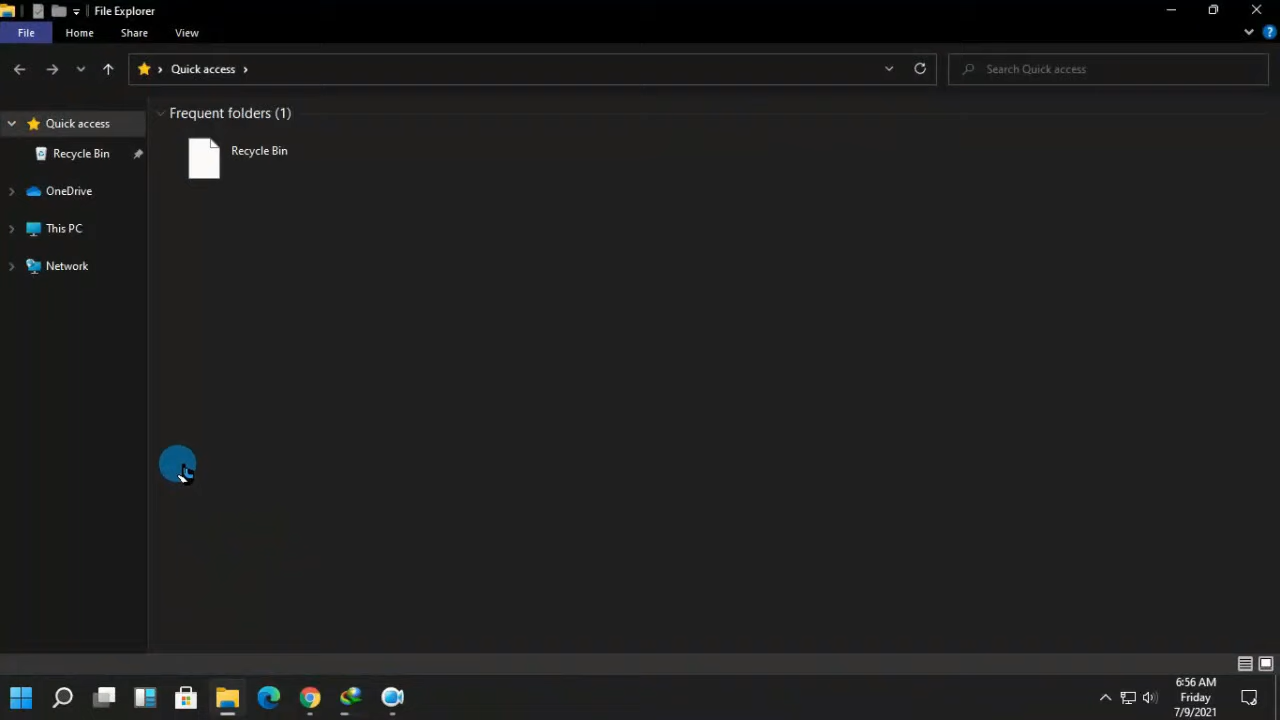 File Explorer
File Home Share View
Quick access
Search Quick access
Quick access
Recycle Bin
OneDrive
This PC
Network
Frequent folders (1)
Recycle Bin
6:56 AM
Friday
7/9/2021